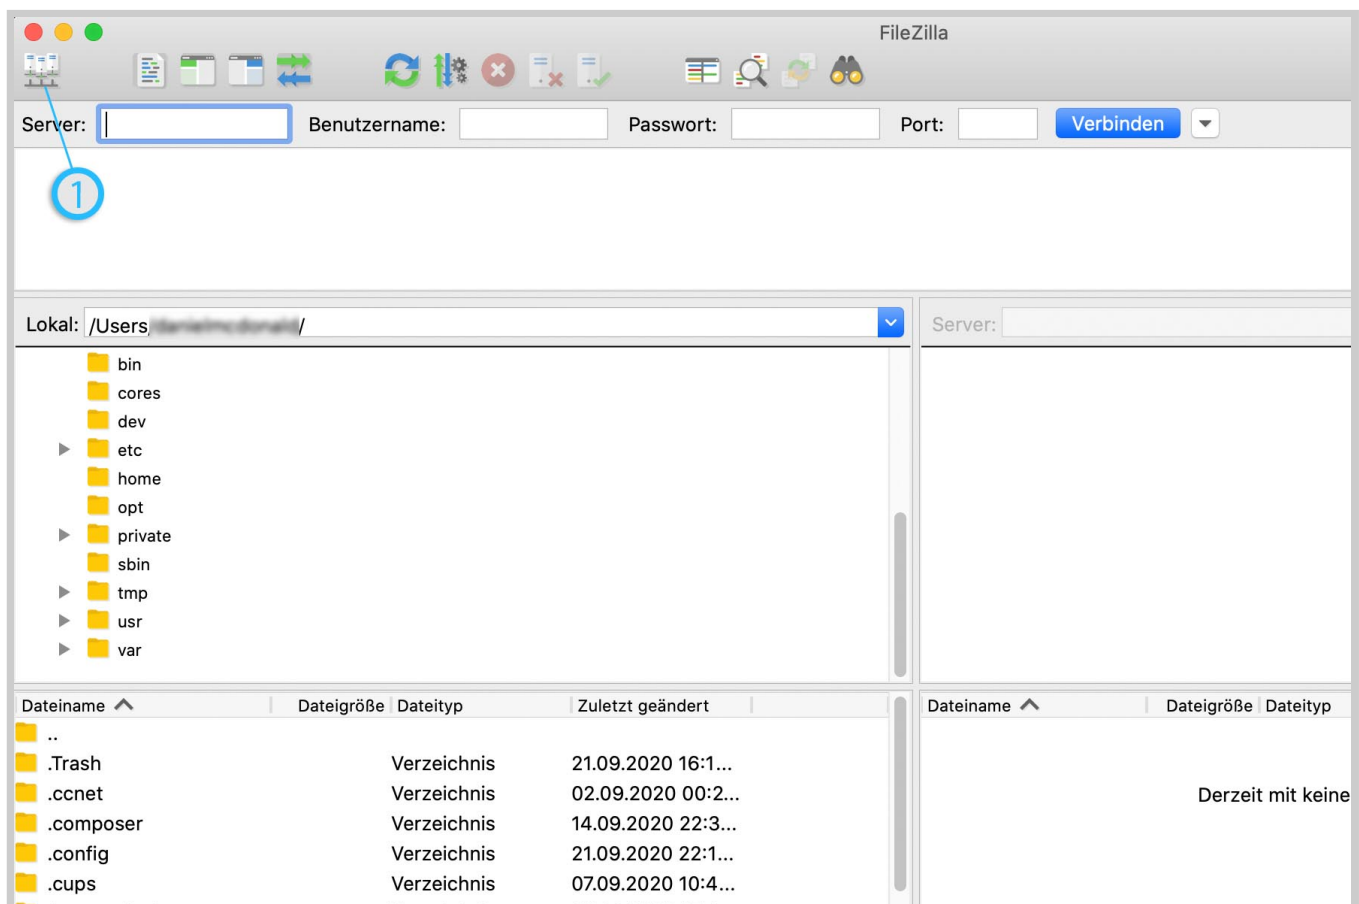 FileZilla
Server: Benutzername: Passwort: Port: Verbinden
1
Lokal: /Users/ / Server:
bin
cores
dev
etc
home
opt
private
sbin
tmp
usr
var
Dateiname Dateigröße Dateityp Zuletzt geändert Dateiname Dateigröße Dateityp
..
.Trash Verzeichnis 21.09.2020 16:1...
.ccnet Verzeichnis 02.09.2020 00:2... Derzeit mit keine
.composer Verzeichnis 14.09.2020 22:3...
.config Verzeichnis 21.09.2020 22:1...
.cups Verzeichnis 07.09.2020 10:4...